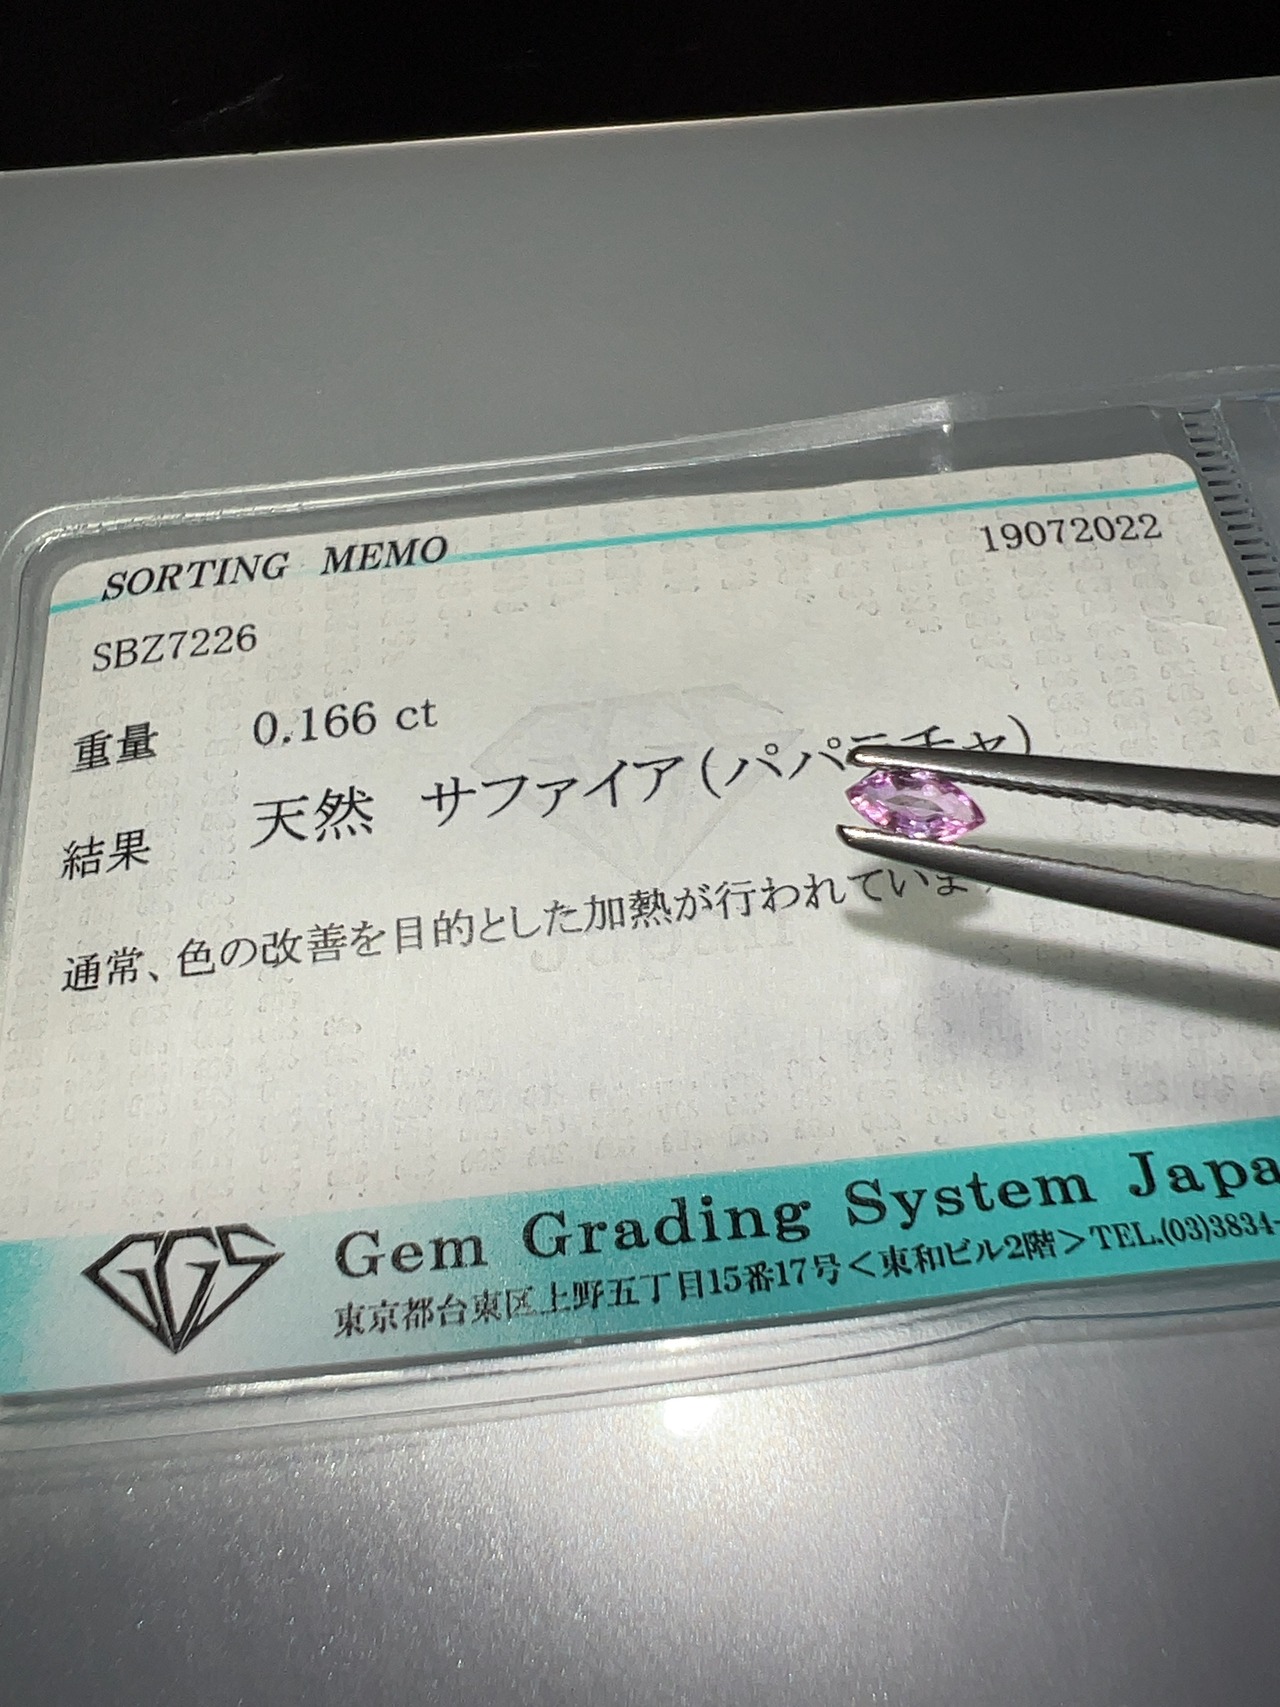 SORTING MEMO
19072022
SBZ7226
重量 0.166 ct
結果 天然 サファイア(パパラチャ)
通常、色の改善を目的とした加熱が行われていま
GGS
Gem Grading System Japa
東京都台東区上野五丁目15番17号<東和ビル2階>TEL.(03)3834-